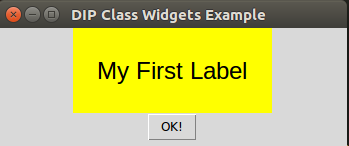 DIP Class Widgets Example
My First Label
OK!